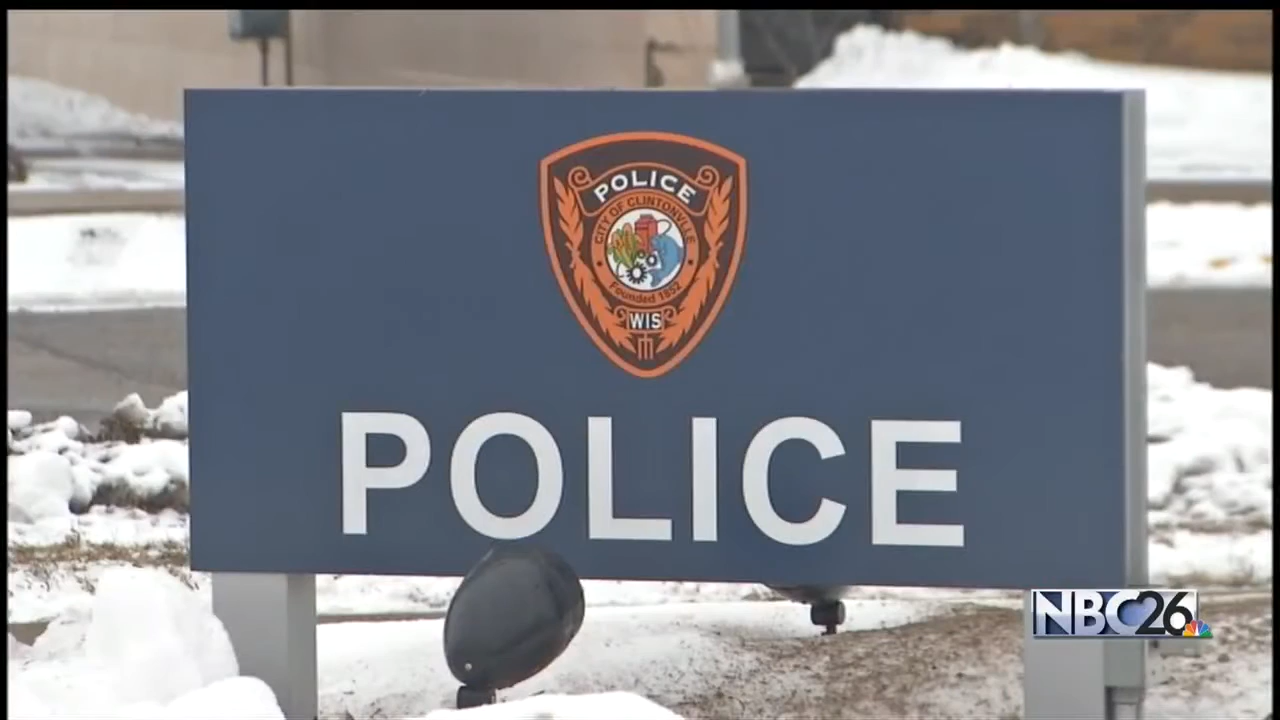 POLICE
CITY OF CLINTONVILLE
Founded 1852
WIS
POLICE
NBC26